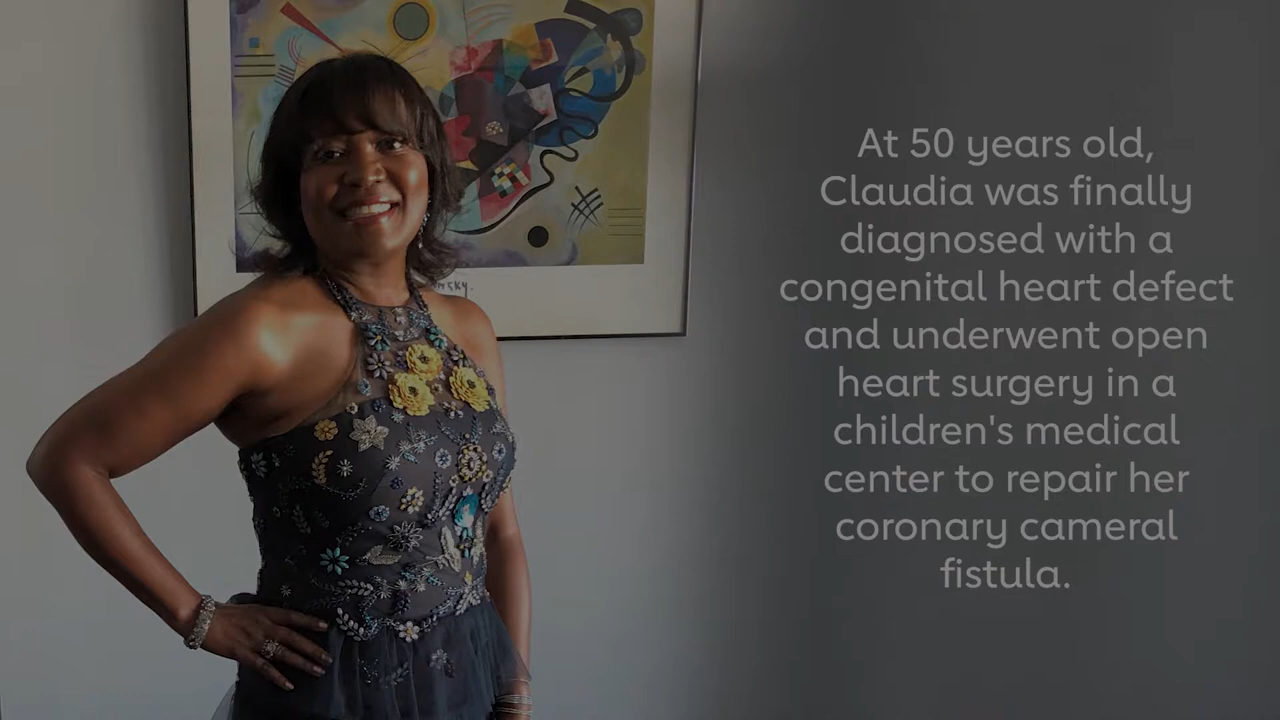 At 50 years old,
Claudia was finally
diagnosed with a
congenital heart defect
and underwent open
heart surgery in a
children's medical
center to repair her
coronary cameral
fistula.